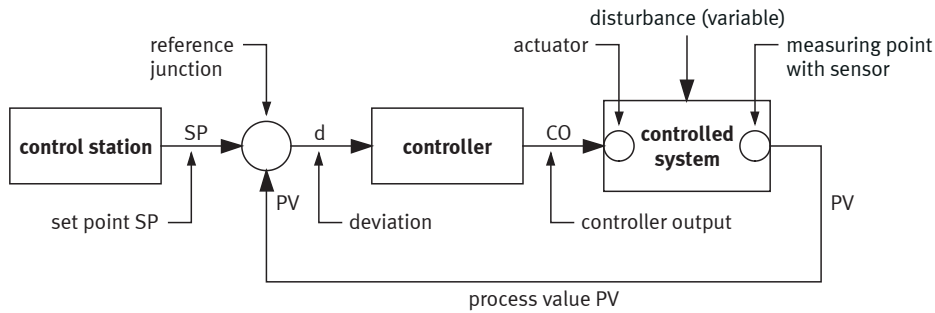 disturbance (variable)
reference
junction
actuator
measuring point
with sensor
control station
SP
d
controller
CO
controlled
system
set point SP
PV
deviation
controller output
PV
process value PV